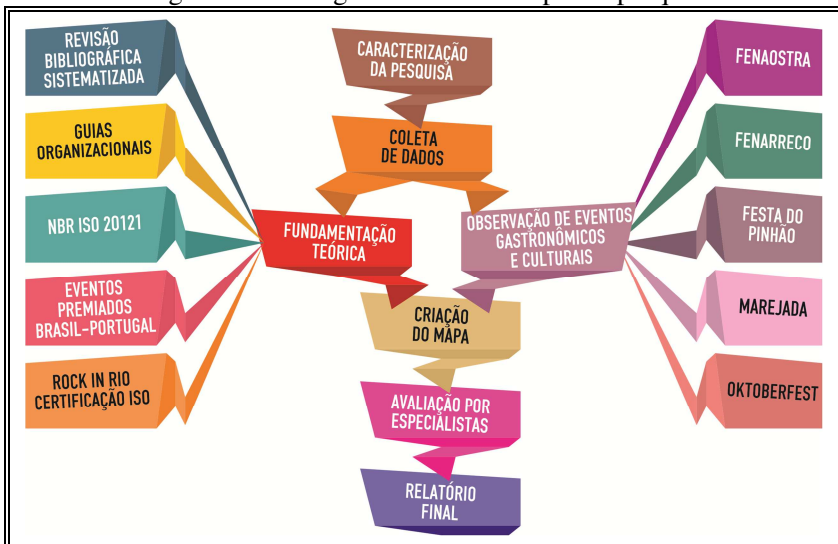 REVISÃO
BIBLIOGRÁFICA
SISTEMATIZADA
GUIAS
ORGANIZACIONAIS
NBR ISO 20121
EVENTOS
PREMIADOS
BRASIL-PORTUGAL
ROCK IN RIO
CERTIFICAÇÃO ISO
CARACTERIZAÇÃO
DA PESQUISA
COLETA
DE DADOS
FUNDAMENTAÇÃO
TEÓRICA
OBSERVAÇÃO DE EVENTOS
GASTRONÔMICOS
E CULTURAIS
CRIAÇÃO
DO MAPA
AVALIAÇÃO POR
ESPECIALISTAS
RELATÓRIO
FINAL
FENAOSTRA
FENARRECO
FESTA DO
PINHÃO
MAREJADA
OKTOBERFEST